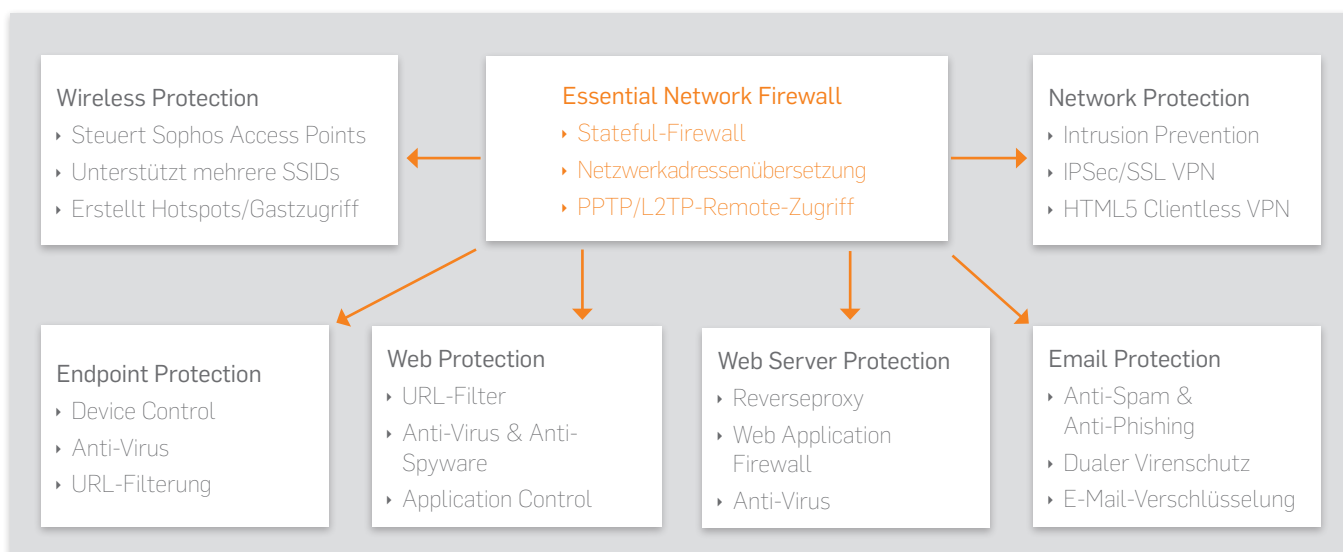 Wireless Protection
Steuert Sophos Access Points
Unterstützt mehrere SSIDs
Erstellt Hotspots/Gastzugriff
Essential Network Firewall
Stateful-Firewall
Netzwerkadressenübersetzung
PPTP/L2TP-Remote-Zugriff
Network Protection
Intrusion Prevention
IPSec/SSL VPN
HTML5 Clientless VPN
Endpoint Protection
Device Control
Anti-Virus
URL-Filterung
Web Protection
URL-Filter
Anti-Virus & Anti-
Spyware
Application Control
Web Server Protection
Reverseproxy
Web Application
Firewall
Anti-Virus
Email Protection
Anti-Spam &
Anti-Phishing
Dualer Virenschutz
E-Mail-Verschlüsselung